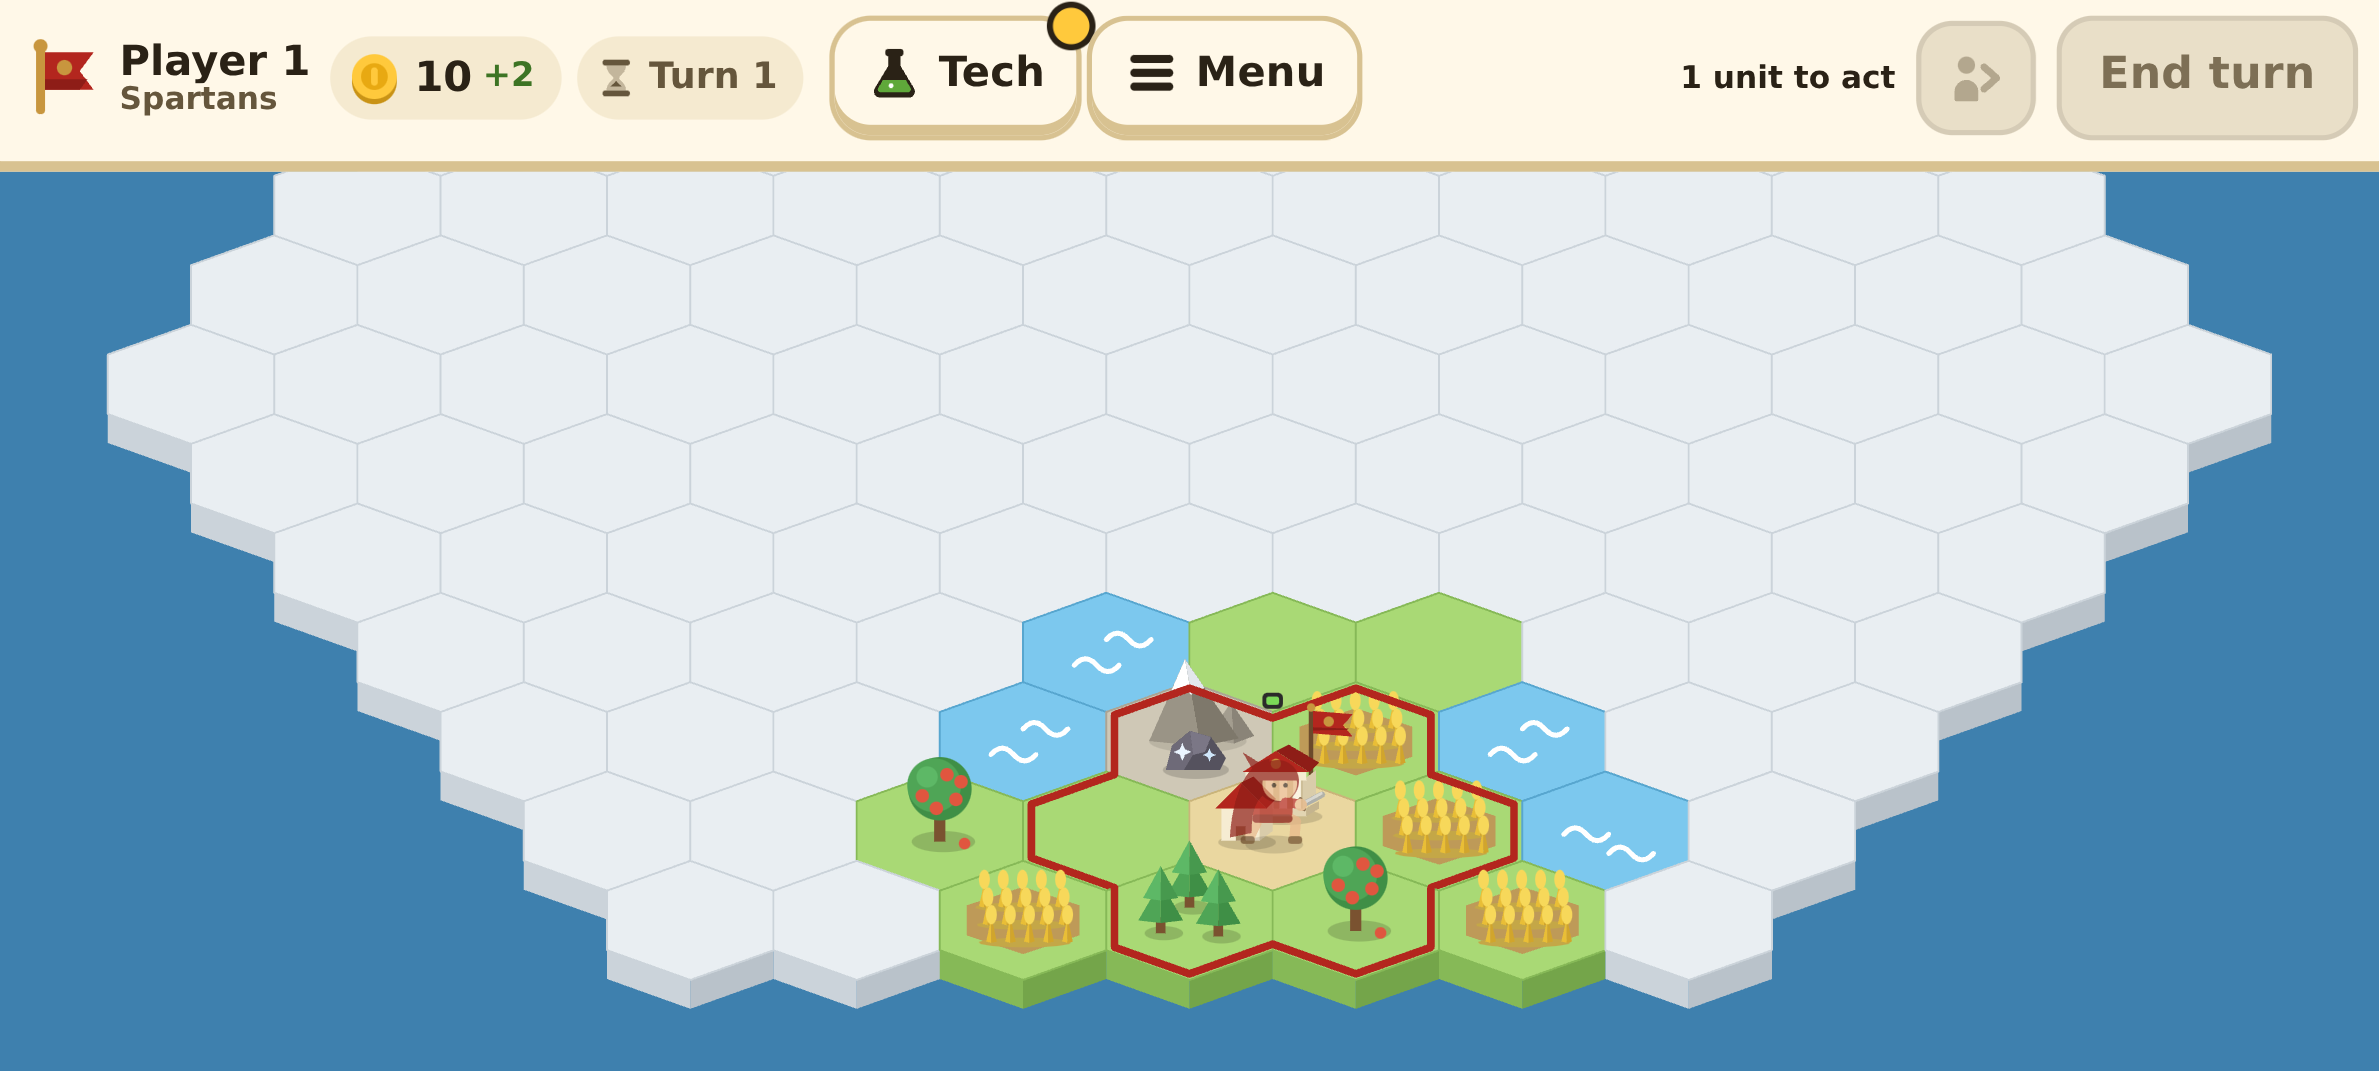 Player 1
Spartans
10 +2
Turn 1
Tech
Menu
1 unit to act
End turn